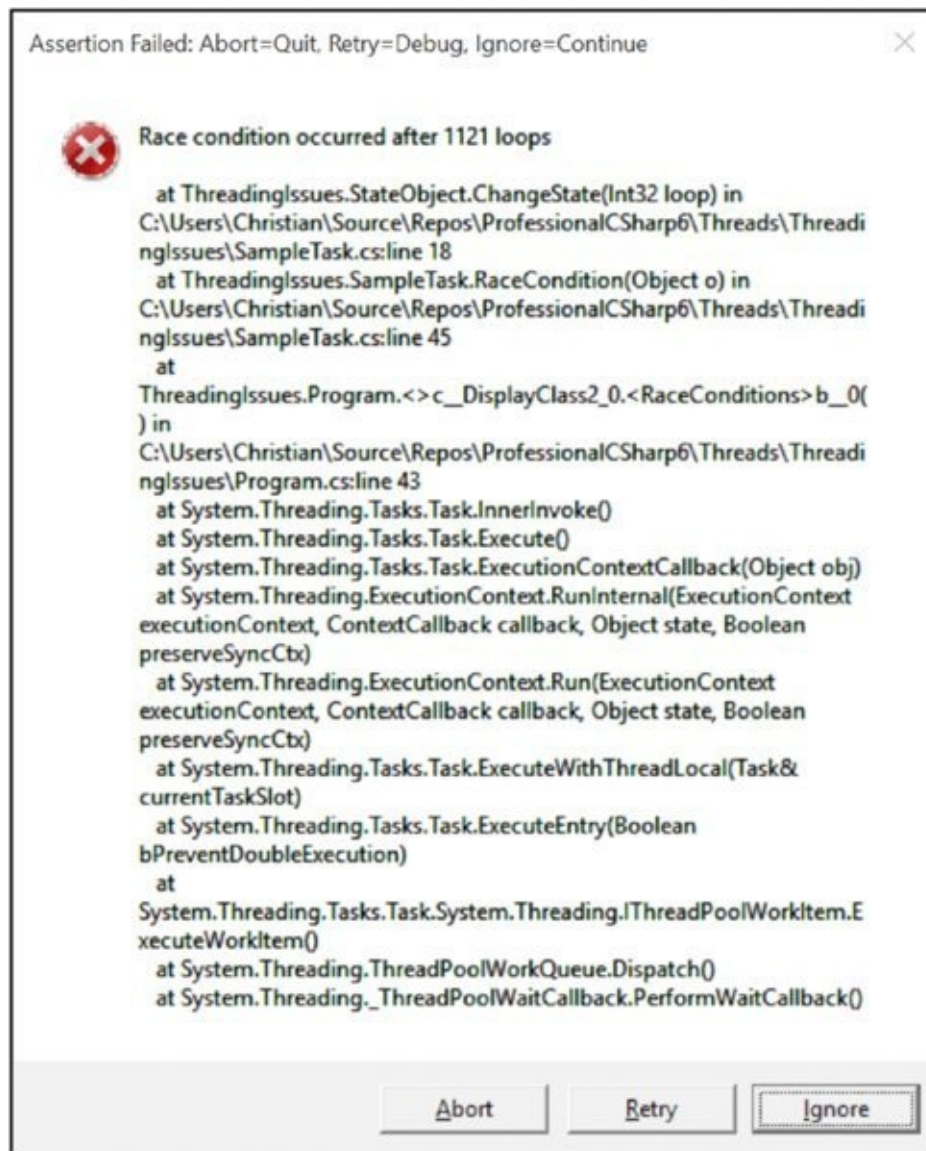 Assertion Failed: Abort=Quit, Retry=Debug, Ignore=Continue
Race condition occurred after 1121 loops
at ThreadingIssues.StateObject.ChangeState(Int32 loop) in
C:\Users\Christian\Source\Repos\ProfessionalCSharp6\Threads\Threadi
ngIssues\SampleTask.cs:line 18
at ThreadingIssues.SampleTask.RaceCondition(Object o) in
C:\Users\Christian\Source\Repos\ProfessionalCSharp6\Threads\Threadi
ngIssues\SampleTask.cs:line 45
at
ThreadingIssues.Program.<>c__DisplayClass2_0.<RaceConditions>b__0(
) in
C:\Users\Christian\Source\Repos\ProfessionalCSharp6\Threads\Threadi
ngIssues\Program.cs:line 43
at System.Threading.Tasks.Task.InnerInvoke()
at System.Threading.Tasks.Task.Execute()
at System.Threading.Tasks.Task.ExecutionContextCallback(Object obj)
at System.Threading.ExecutionContext.RunInternal(ExecutionContext
executionContext, ContextCallback callback, Object state, Boolean
preserveSyncCtx)
at System.Threading.ExecutionContext.Run(ExecutionContext
executionContext, ContextCallback callback, Object state, Boolean
preserveSyncCtx)
at System.Threading.Tasks.Task.ExecuteWithThreadLocal(Task&
currentTaskSlot)
at System.Threading.Tasks.Task.ExecuteEntry(Boolean
bPreventDoubleExecution)
at
System.Threading.Tasks.Task.System.Threading.IThreadPoolWorkItem.E
xecuteWorkItem()
at System.Threading.ThreadPoolWorkQueue.Dispatch()
at System.Threading._ThreadPoolWaitCallback.PerformWaitCallback()
Abort Retry Ignore